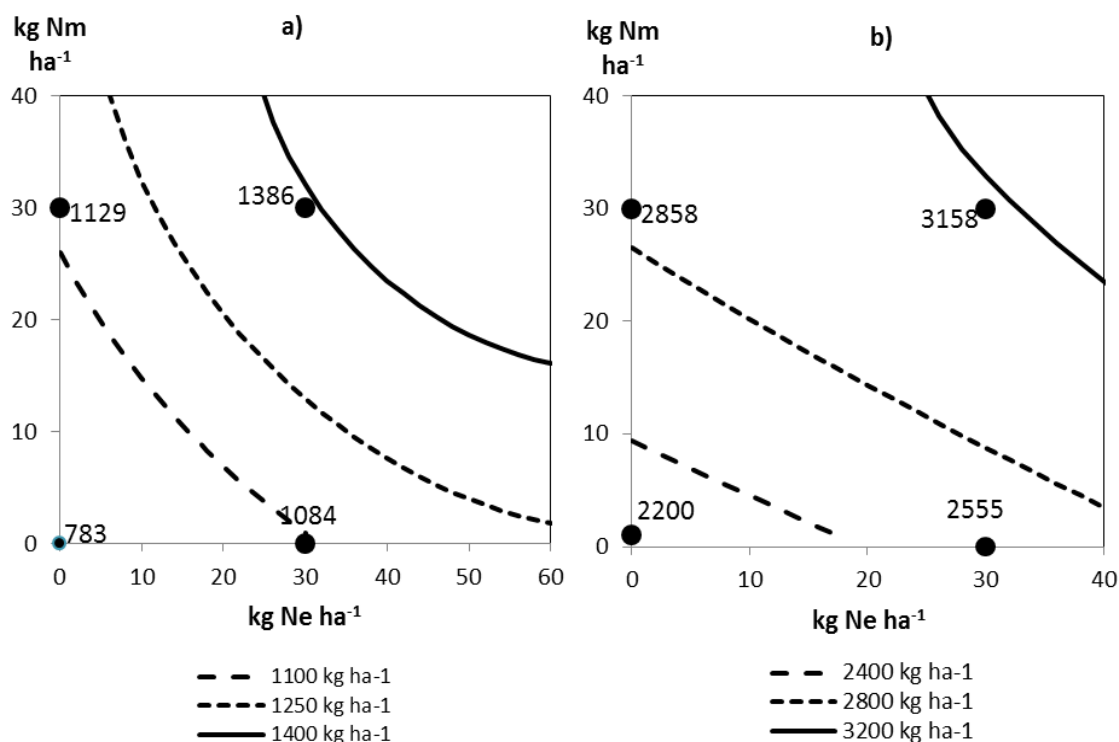 kg Nm
ha⁻¹
a)
40
30
20
10
0
1129
1386
783
1084
0 10 20 30 40 50 60
kg Ne ha⁻¹
1100 kg ha-1
1250 kg ha-1
1400 kg ha-1
kg Nm
ha⁻¹
b)
40
30
20
10
0
2858
3158
2200
2555
0 10 20 30 40
kg Ne ha⁻¹
2400 kg ha-1
2800 kg ha-1
3200 kg ha-1